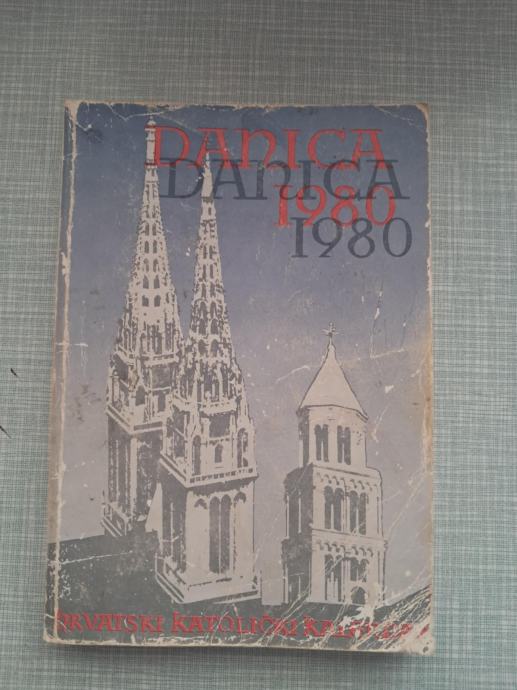 DANICA
DANICA
1980
1980
HRVATSKI KATOLIČKI KALENDAR